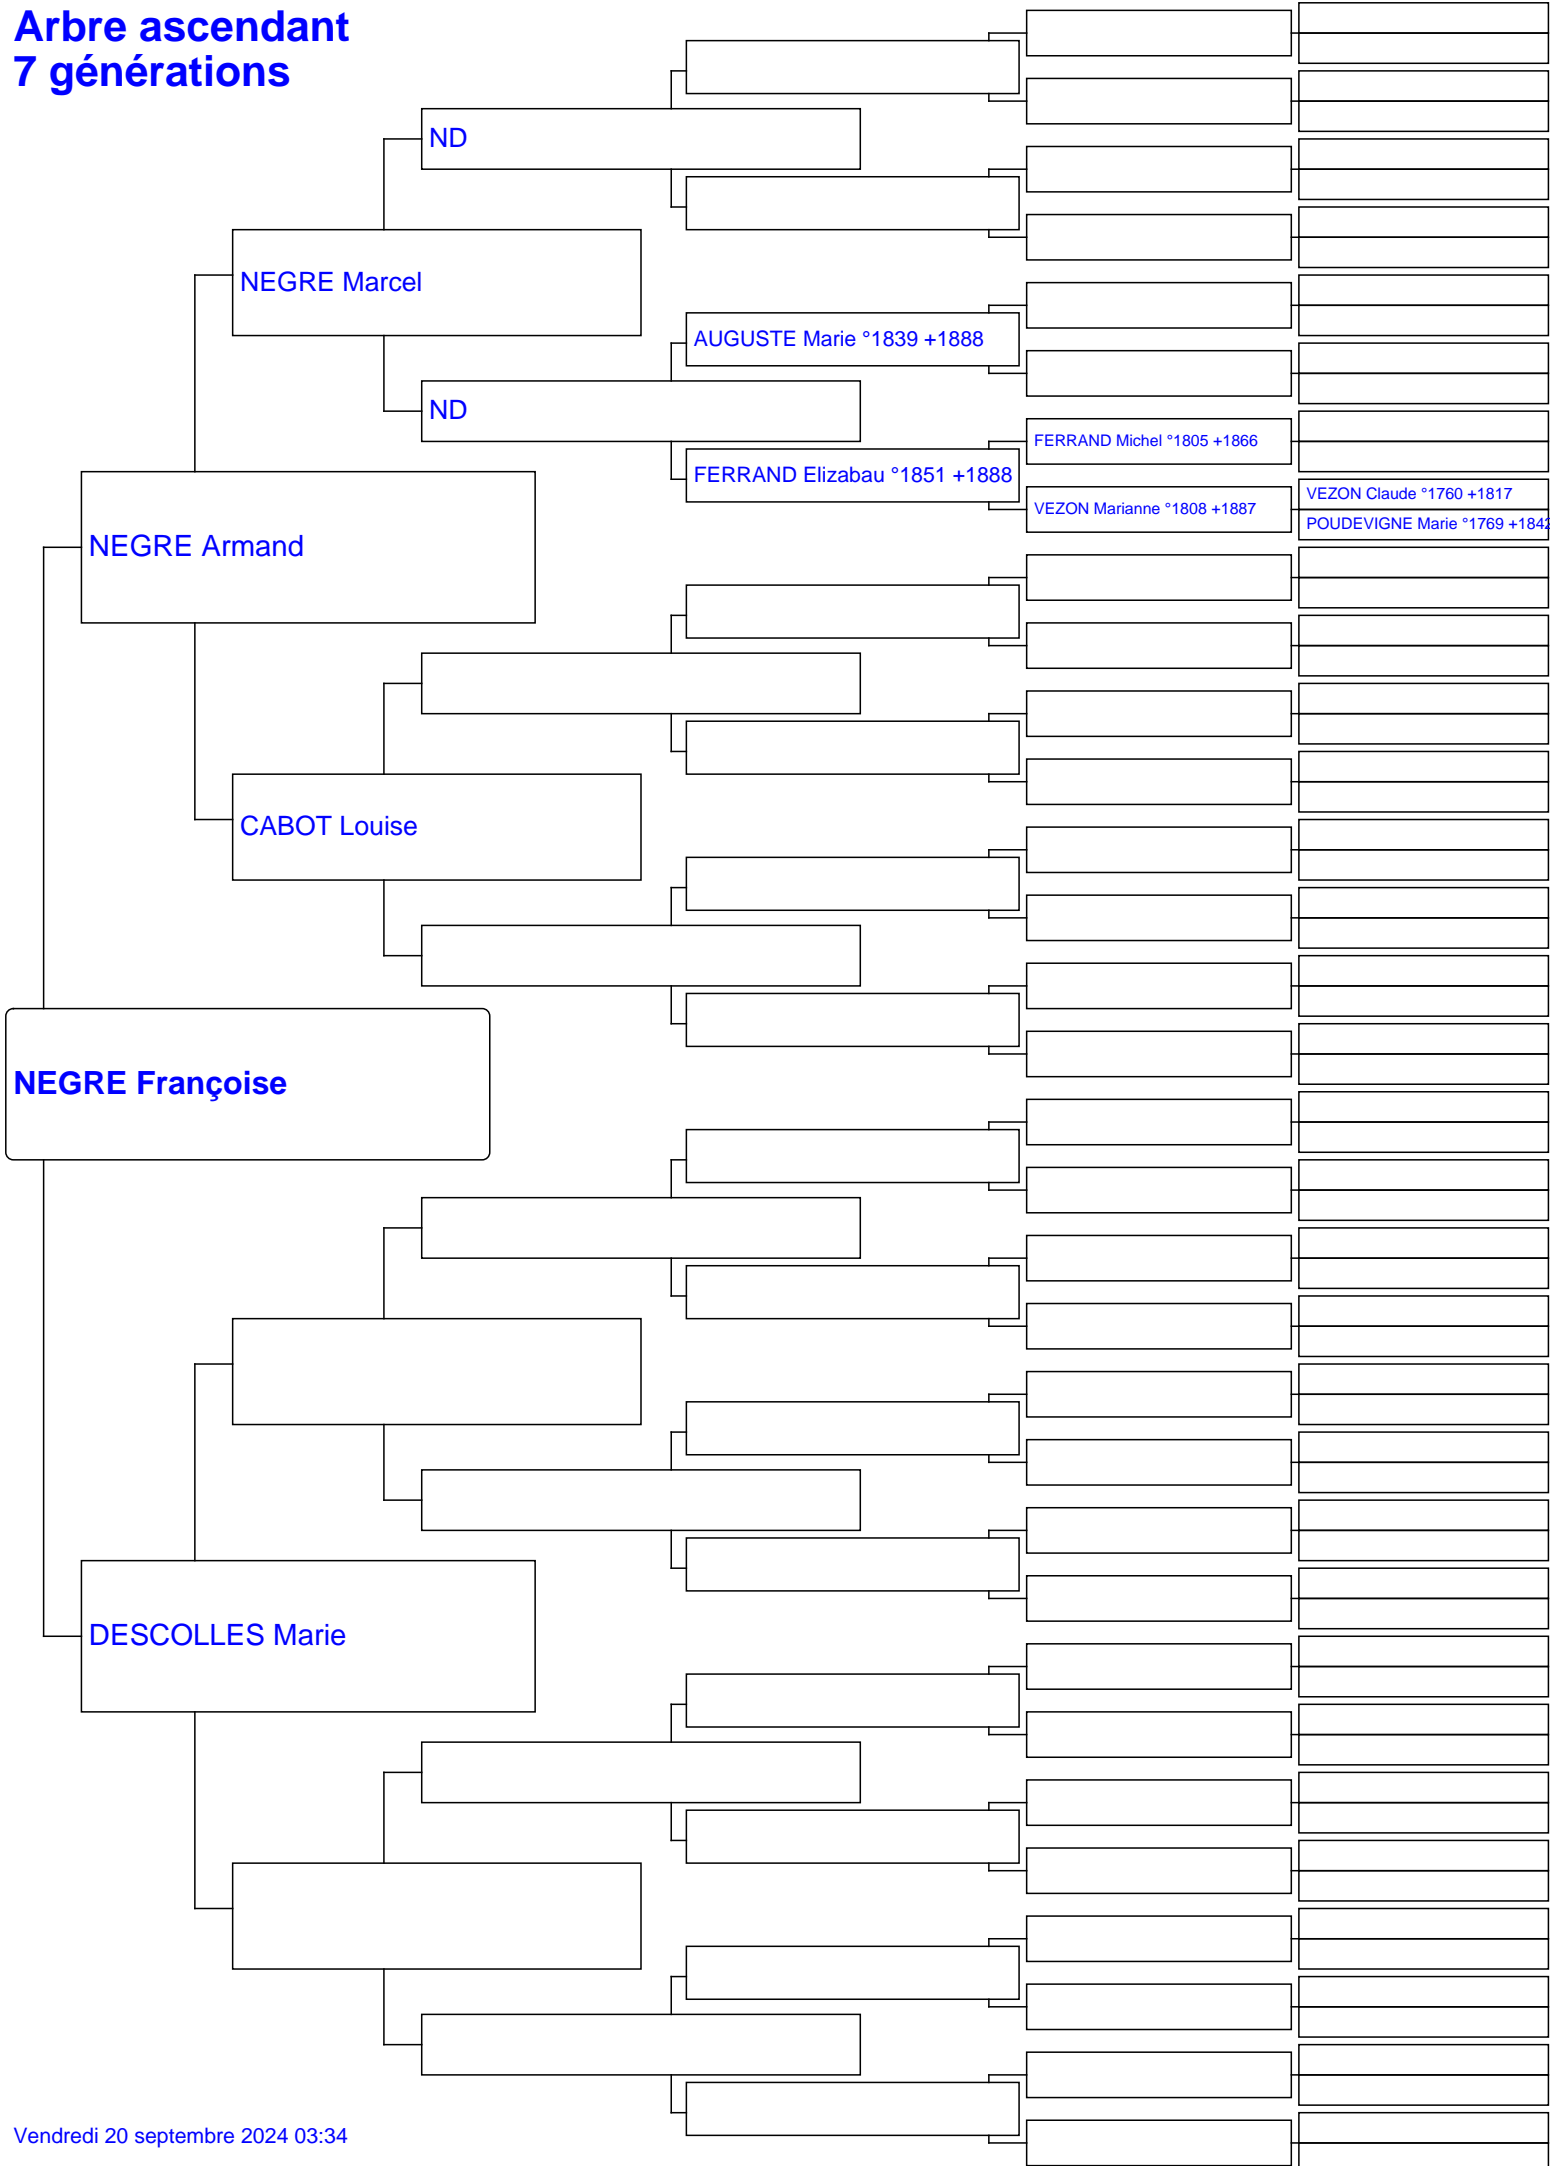 Arbre ascendant
7 générations
ND
NEGRE Marcel
AUGUSTE Marie °1839 +1888
ND
FERRAND Michel °1805 +1866
FERRAND Elizabau °1851 +1888
VEZON Claude °1760 +1817
VEZON Marianne °1808 +1887
POUDEVIGNE Marie °1769 +1842
NEGRE Armand
CABOT Louise
NEGRE Françoise
DESCOLLES Marie
Vendredi 20 septembre 2024 03:34